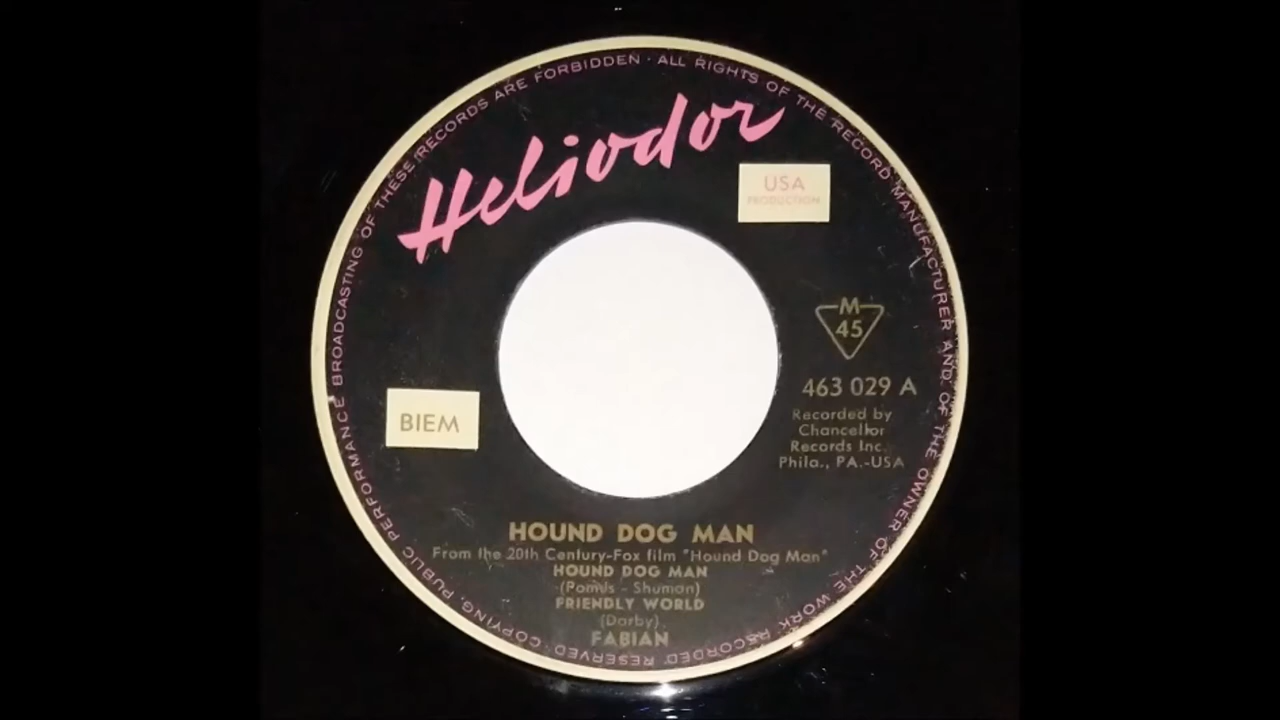 Heliodor
USA
PRODUCTION
M
45
463 029 A
Recorded by
Chancellor
Records Inc.
Phila., PA.-USA
BIEM
HOUND DOG MAN
From the 20th Century-Fox film "Hound Dog Man"
HOUND DOG MAN
(Pomus - Shuman)
FRIENDLY WORLD
(Darby)
FABIAN
ALL RIGHTS OF THE RECORD MANUFACTURER AND OF THE OWNER OF THE WORK RECORDED RESERVED · COPYING, PUBLIC PERFORMANCE BROADCASTING OF THESE RECORDS ARE FORBIDDEN ·